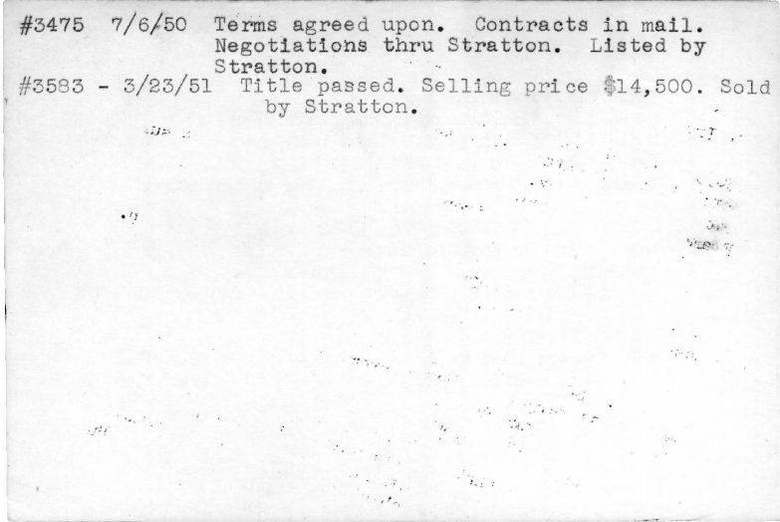 #3475 7/6/50 Terms agreed upon. Contracts in mail.
Negotiations thru Stratton. Listed by
Stratton.
#3583 - 3/23/51 Title passed. Selling price $14,500. Sold
by Stratton.